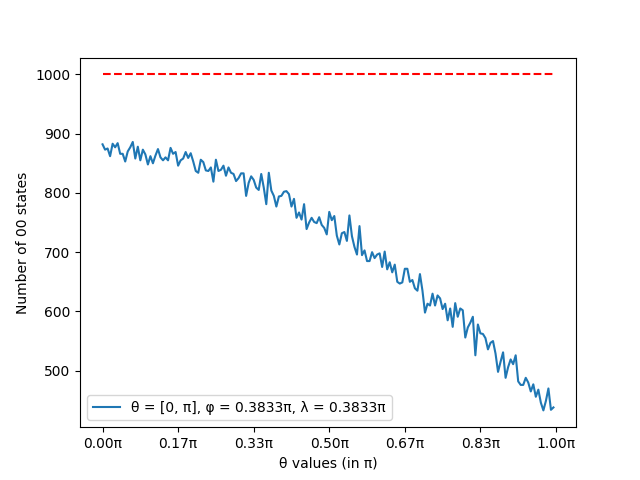 1000
900
800
700
600
500
Number of 00 states
θ = [0, π], φ = 0.3833π, λ = 0.3833π
0.00π 0.17π 0.33π 0.50π 0.67π 0.83π 1.00π
θ values (in π)